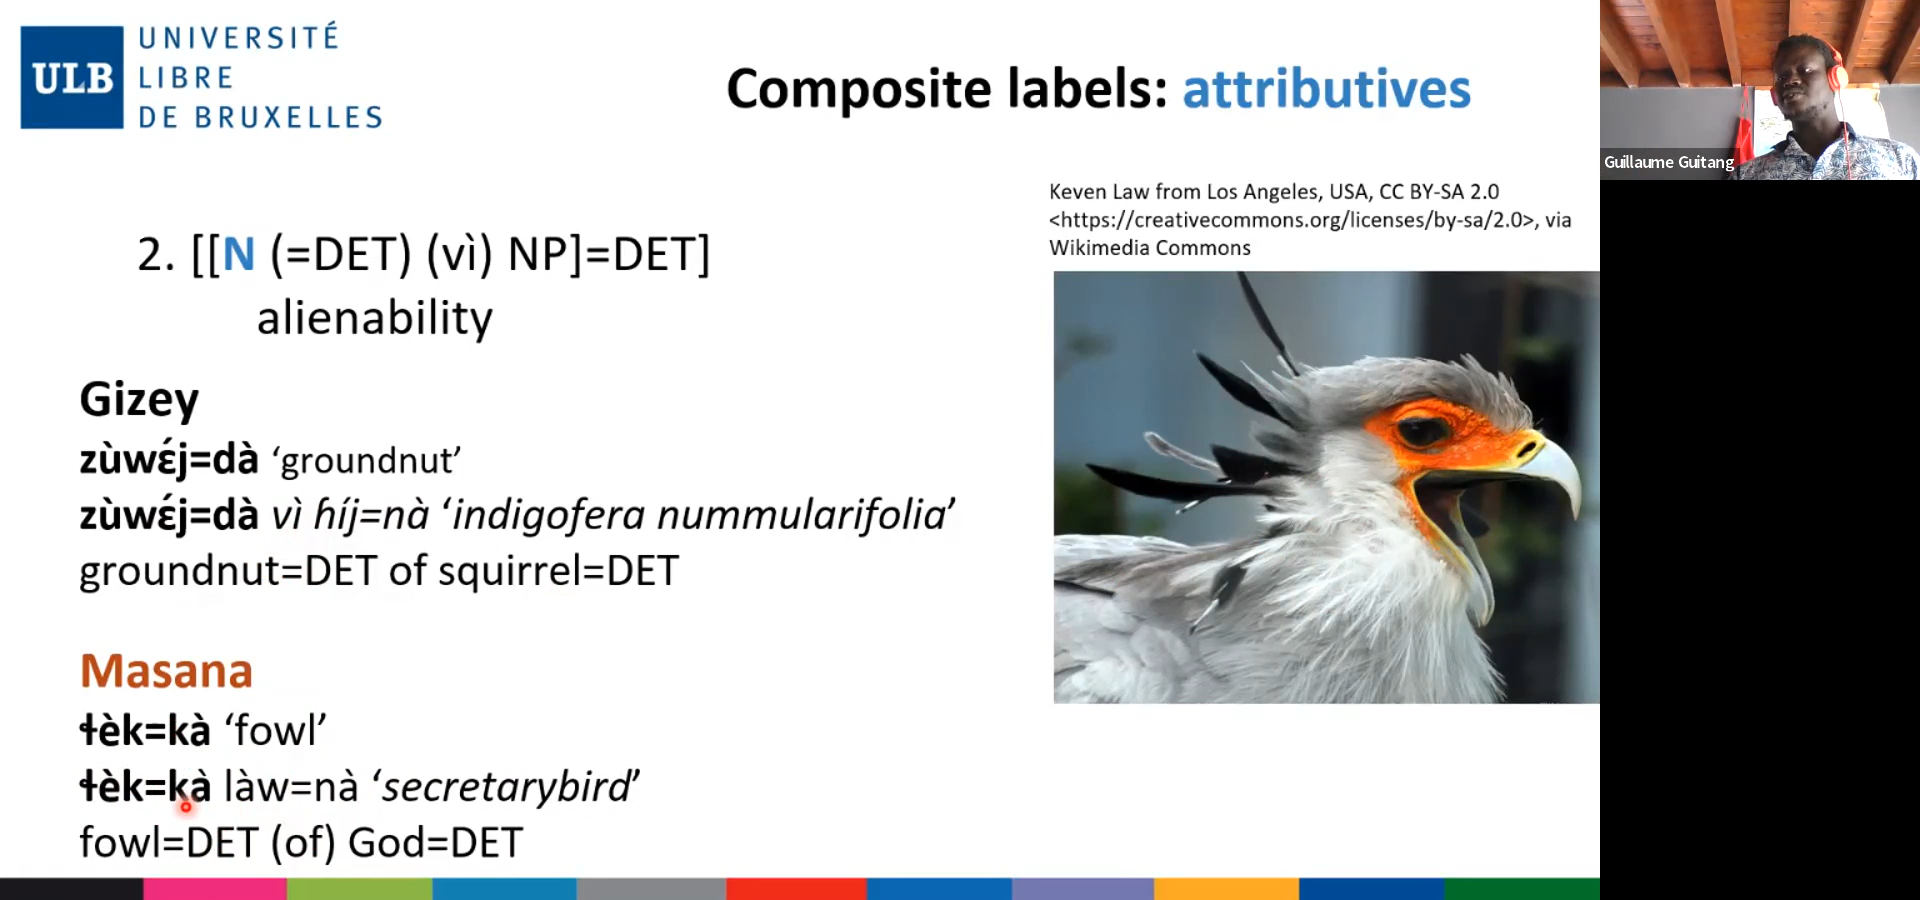 ULB
UNIVERSITÉ
LIBRE
DE BRUXELLES
Composite labels: attributives
Guillaume Guitang
Keven Law from Los Angeles, USA, CC BY-SA 2.0
<https://creativecommons.org/licenses/by-sa/2.0>, via
Wikimedia Commons
2. [[N (=DET) (vì) NP]=DET]
alienability
Gizey
zùwɛ́j=dà ‘groundnut’
zùwɛ́j=dà vì ɦíj=nà ‘indigofera nummularifolia’
groundnut=DET of squirrel=DET
Masana
ɬèk=kà ‘fowl’
ɬèk=kà làw=nà ‘secretarybird’
fowl=DET (of) God=DET